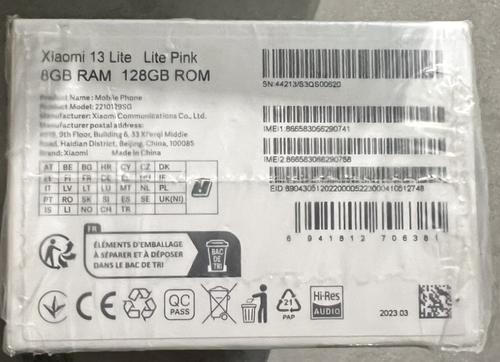 Xiaomi 13 Lite Lite Pink
8GB RAM 128GB ROM
Product Name: Mobile Phone
Product Model: 2210129SG
Manufacturer: Xiaomi Communications Co., Ltd.
Manufacturer postal address:
#019, 9th Floor, Building 6, 33 Xi'erqi Middle
Road, Haidian District, Beijing, China, 100085
Brand: Xiaomi Made in China
AT BE BG HR CY CZ DK
EE FI FR DE EL HU IE
IT LV LT LU MT NL PL
PT RO SK SI ES SE UK(NI)
IS LI NO CH TR
SN:44213/S3QS00620
IMEI1:866583066290741
IMEI2:866583066290758
EID 89043051202200005223000410512748
6 941812 706381
FR
ÉLÉMENTS D'EMBALLAGE
À SÉPARER ET À DÉPOSER
DANS LE BAC DE TRI
BAC
DE
TRI
CE
QC
PASS
21
PAP
Hi-Res
AUDIO
2023 03